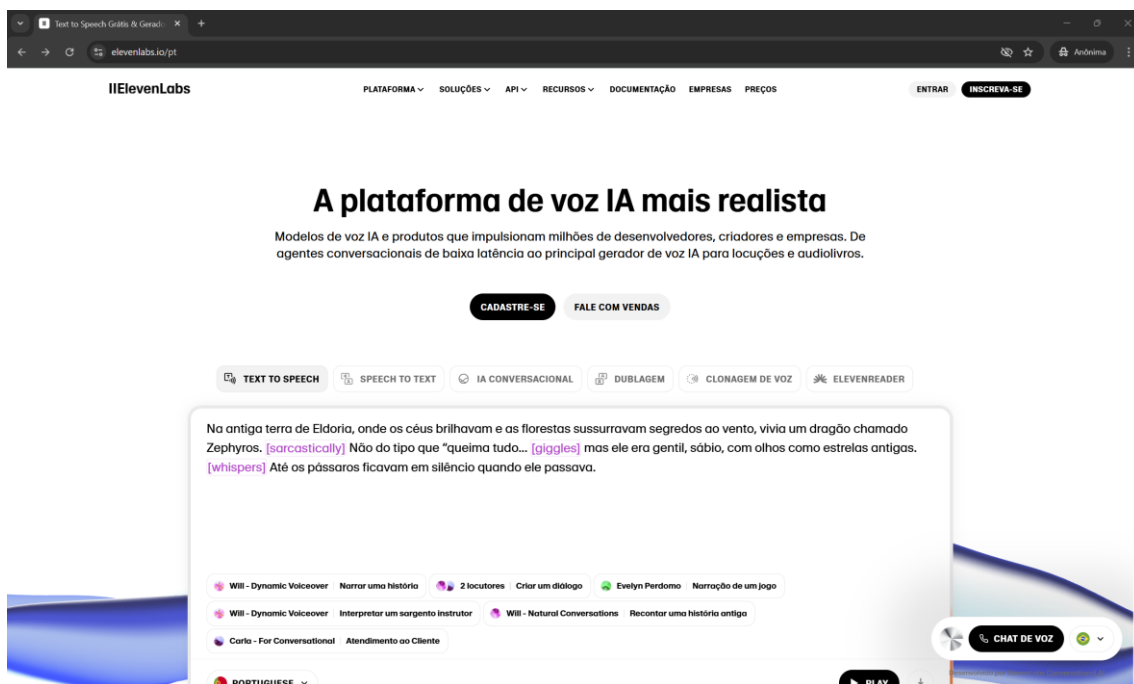 Text to Speech Grátis & Gerado
elevenlabs.io/pt
Anônima
IIElevenLabs
PLATAFORMA
SOLUÇÕES
API
RECURSOS
DOCUMENTAÇÃO
EMPRESAS
PREÇOS
ENTRAR
INSCREVA-SE
A plataforma de voz IA mais realista
Modelos de voz IA e produtos que impulsionam milhões de desenvolvedores, criadores e empresas. De
agentes conversacionais de baixa latência ao principal gerador de voz IA para locuções e audiolivros.
CADASTRE-SE
FALE COM VENDAS
TEXT TO SPEECH
SPEECH TO TEXT
IA CONVERSACIONAL
DUBLAGEM
CLONAGEM DE VOZ
ELEVENREADER
Na antiga terra de Eldoria, onde os céus brilhavam e as florestas sussurravam segredos ao vento, vivia um dragão chamado
Zephyros. [sarcastically] Não do tipo que “queima tudo... [giggles] mas ele era gentil, sábio, com olhos como estrelas antigas.
[whispers] Até os pássaros ficavam em silêncio quando ele passava.
Will - Dynamic Voiceover Narrar uma história
2 locutores Criar um diálogo
Evelyn Perdomo Narração de um jogo
Will - Dynamic Voiceover Interpretar um sargento instrutor
Will - Natural Conversations Recontar uma história antiga
Carla - For Conversational Atendimento ao Cliente
CHAT DE VOZ
PORTUGUESE
PLAY